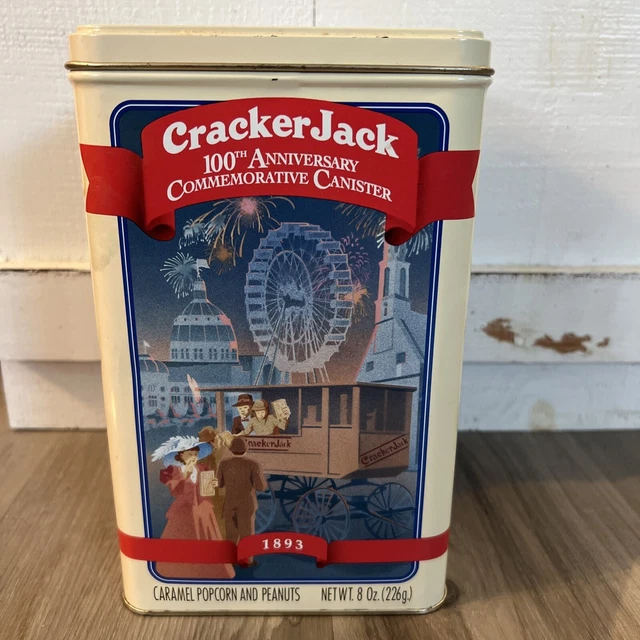 CrackerJack
100TH ANNIVERSARY
COMMEMORATIVE CANISTER
CrackerJack
CrackerJack
1893
CARAMEL POPCORN AND PEANUTS NET WT. 8 OZ. (226g.)